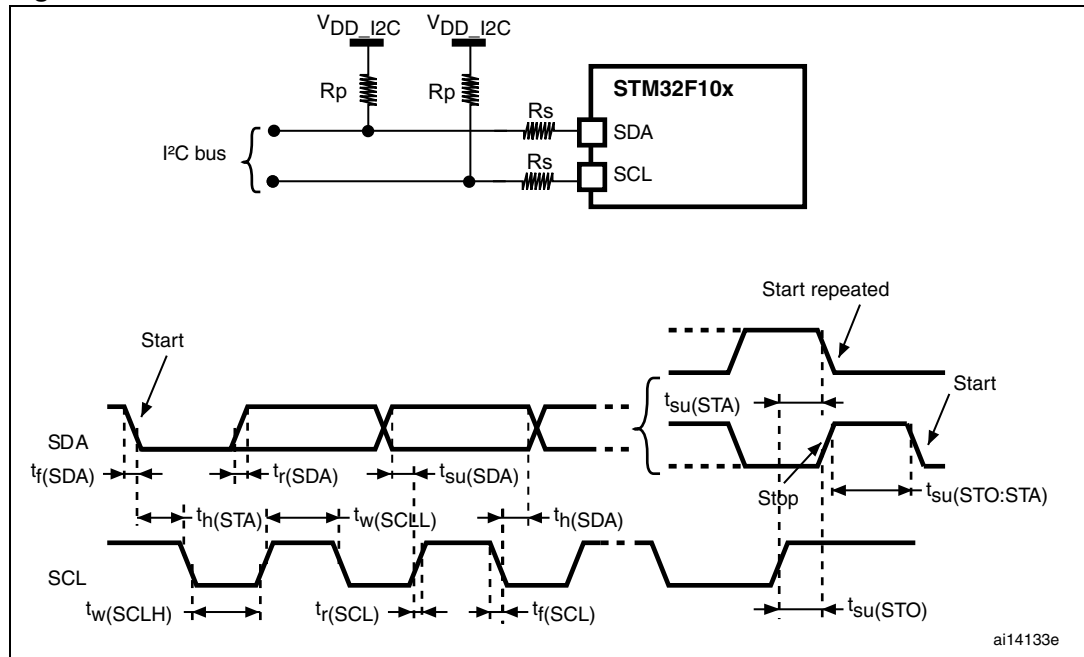 VDD_I2C VDD_I2C
STM32F10x
Rp Rp
Rs
SDA
I²C bus
Rs
SCL
Start repeated
Start
Start
tsu(STA)
SDA
tf(SDA) tr(SDA) tsu(SDA)
Stop
tsu(STO:STA)
th(STA) tw(SCLL) th(SDA)
SCL
tw(SCLH) tr(SCL) tf(SCL) tsu(STO)
ai14133e